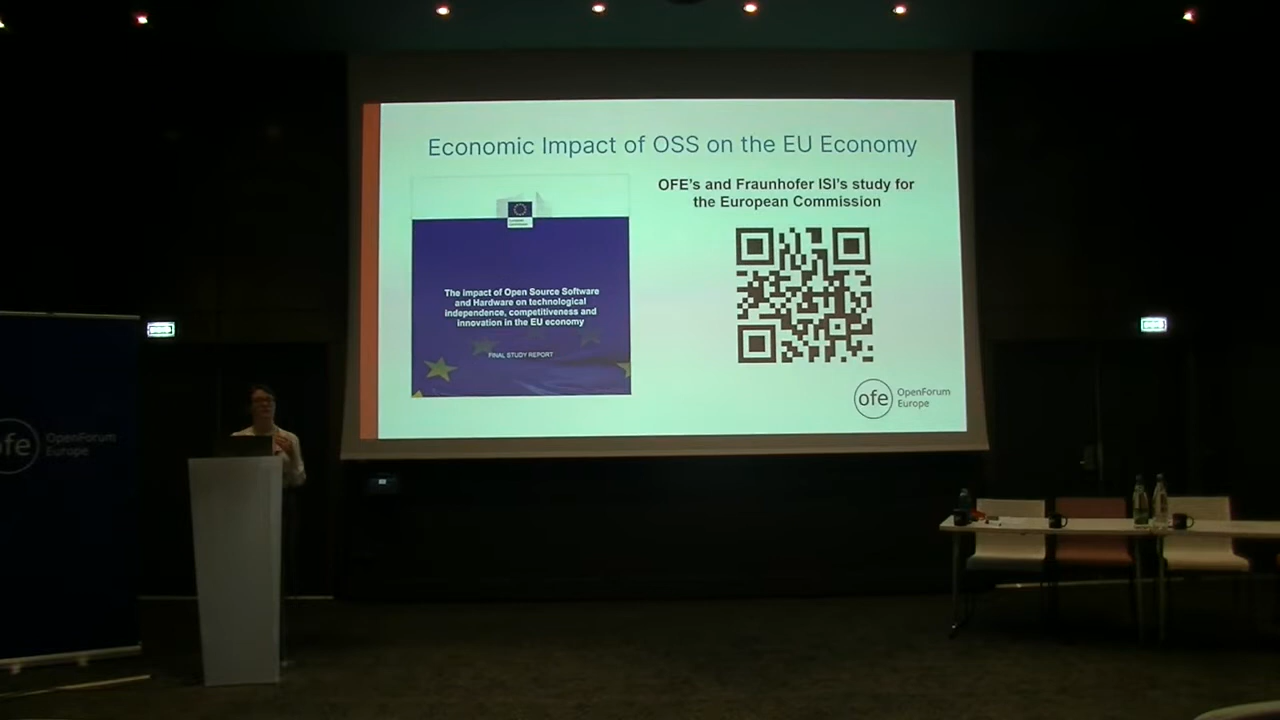 Economic Impact of OSS on the EU Economy
European
Commission
The impact of Open Source Software
and Hardware on technological
independence, competitiveness and
innovation in the EU economy
FINAL STUDY REPORT
OFE's and Fraunhofer ISI's study for
the European Commission
ofe
OpenForum
Europe
ofe
OpenForum
Europe